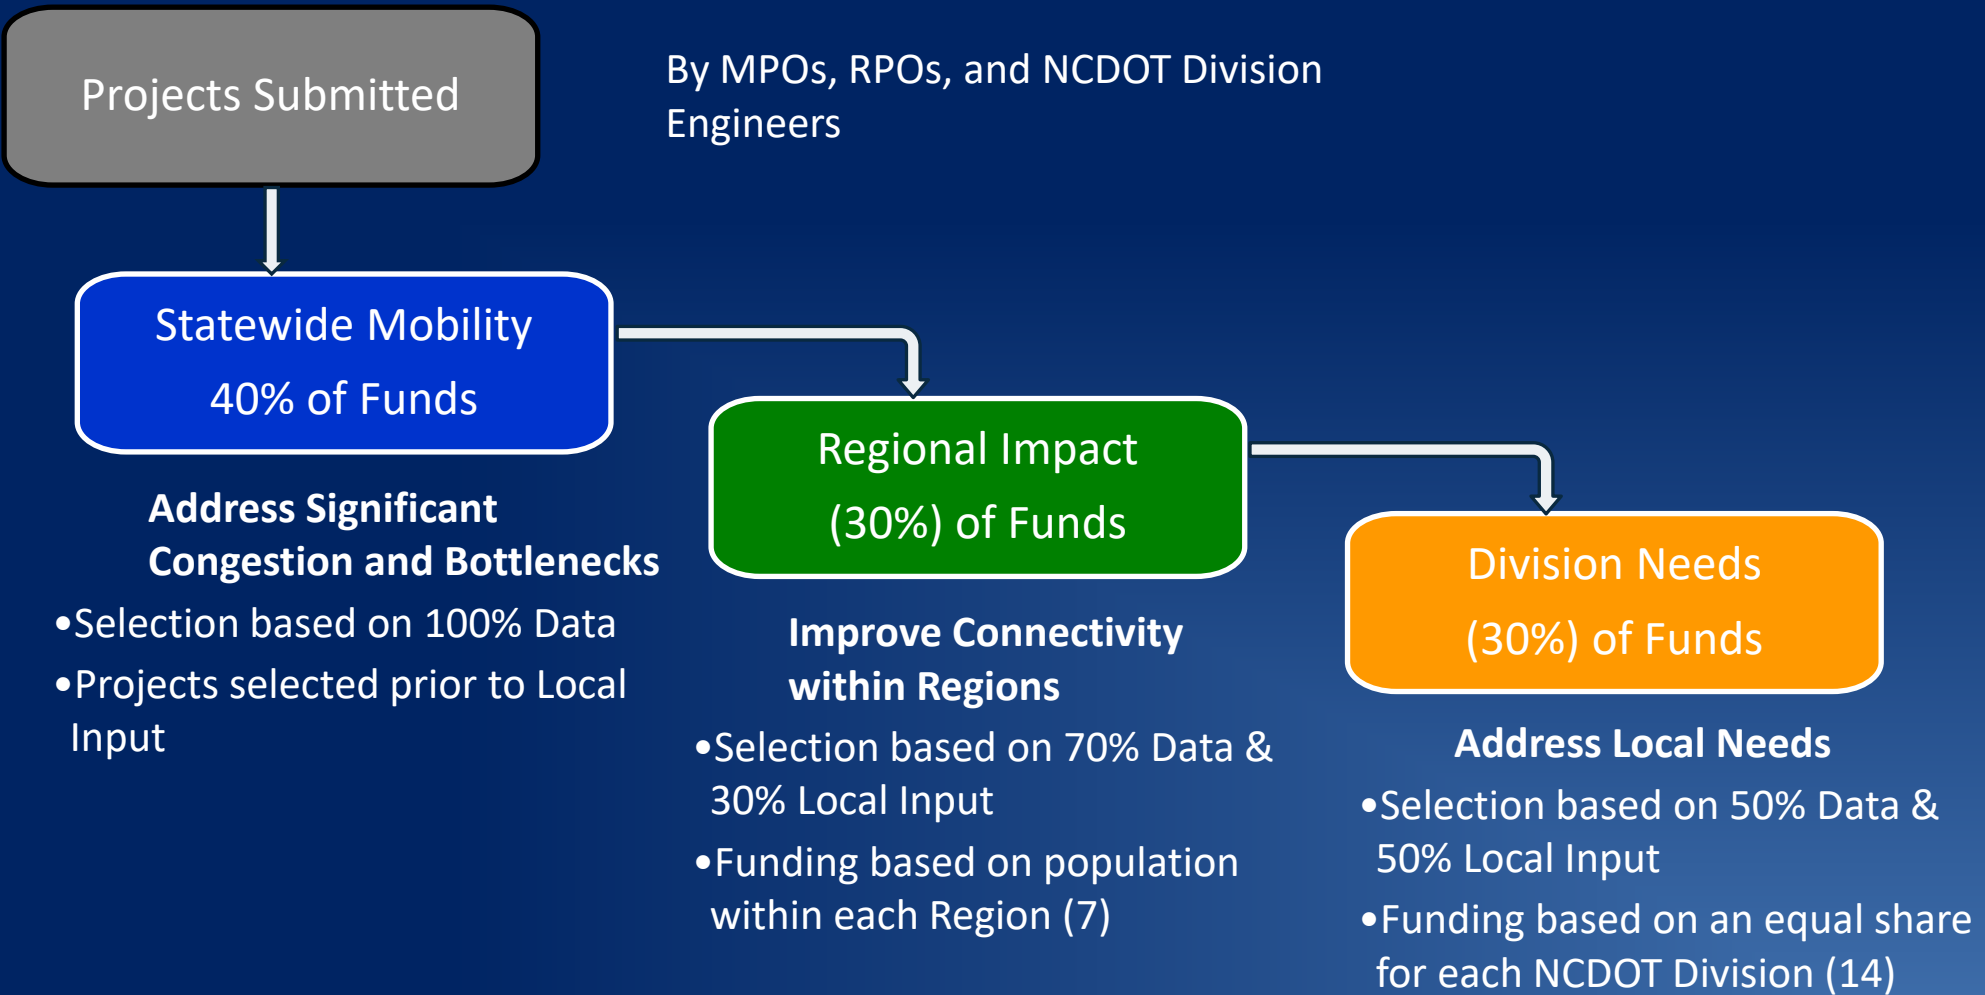 Projects Submitted
By MPOs, RPOs, and NCDOT Division
Engineers
Statewide Mobility
40% of Funds
Address Significant
Congestion and Bottlenecks
•Selection based on 100% Data
•Projects selected prior to Local
Input
Regional Impact
(30%) of Funds
Improve Connectivity
within Regions
•Selection based on 70% Data &
30% Local Input
•Funding based on population
within each Region (7)
Division Needs
(30%) of Funds
Address Local Needs
•Selection based on 50% Data &
50% Local Input
•Funding based on an equal share
for each NCDOT Division (14)